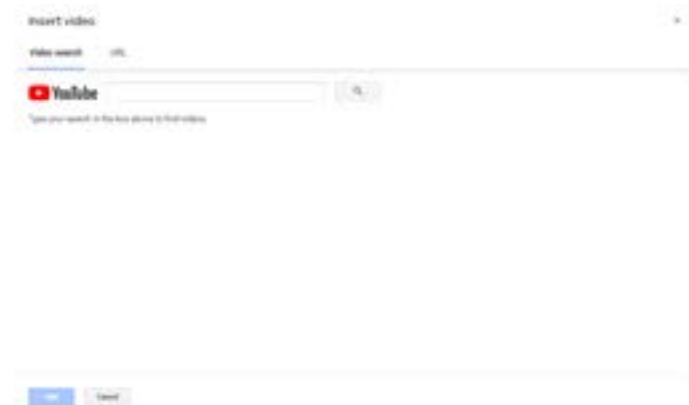 Insert video
Video search URL
YouTube
Type your search in the box above to find videos.
Cancel